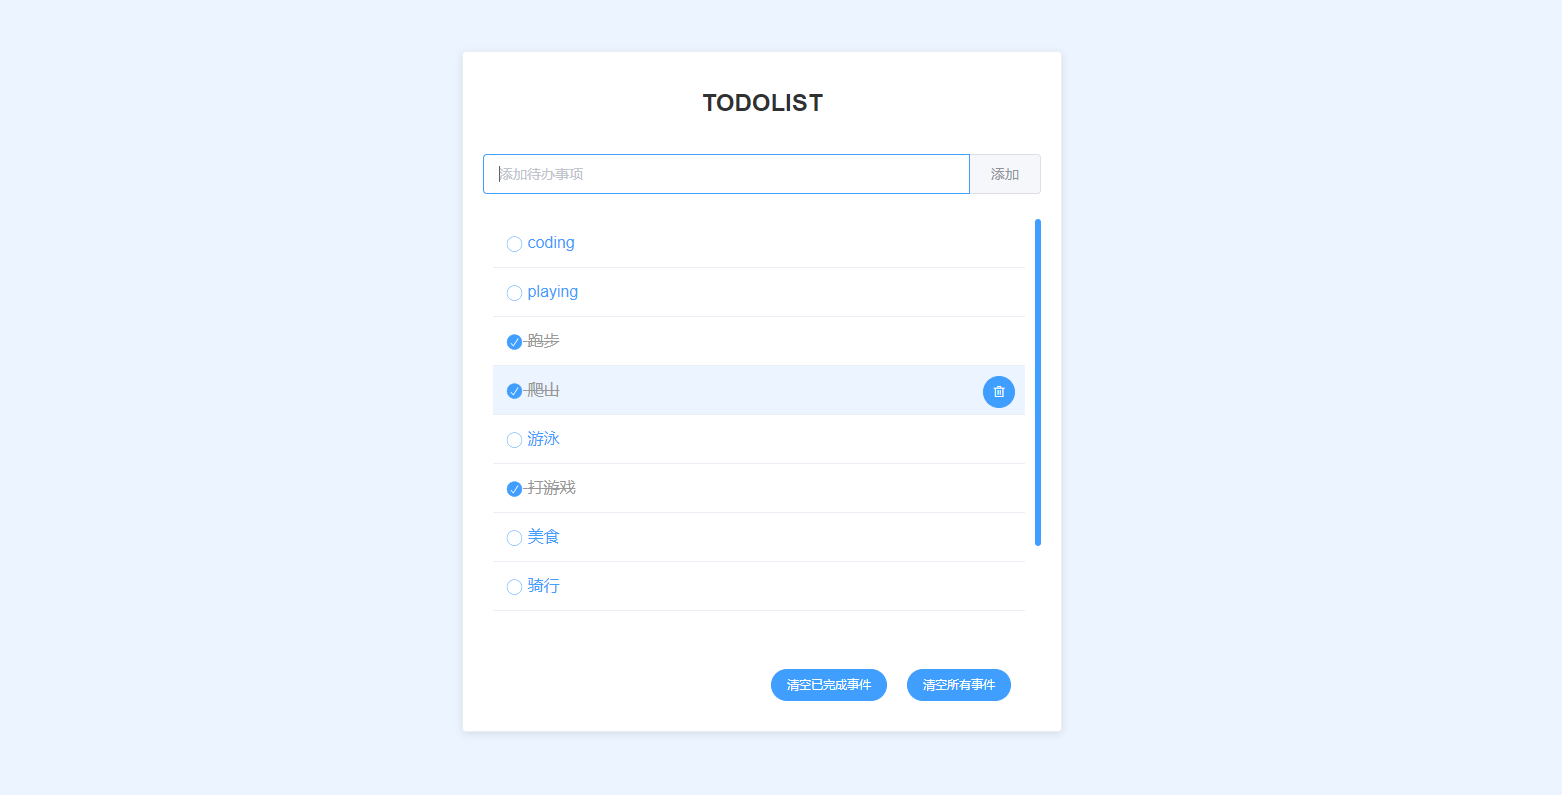 TODOLIST
添加待办事项 添加
coding
playing
跑步
爬山
游泳
打游戏
美食
骑行
清空已完成事件 清空所有事件